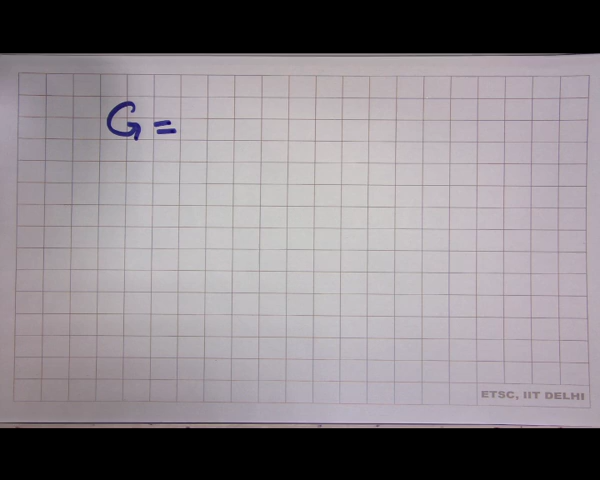 G =
ETSC, IIT DELHI